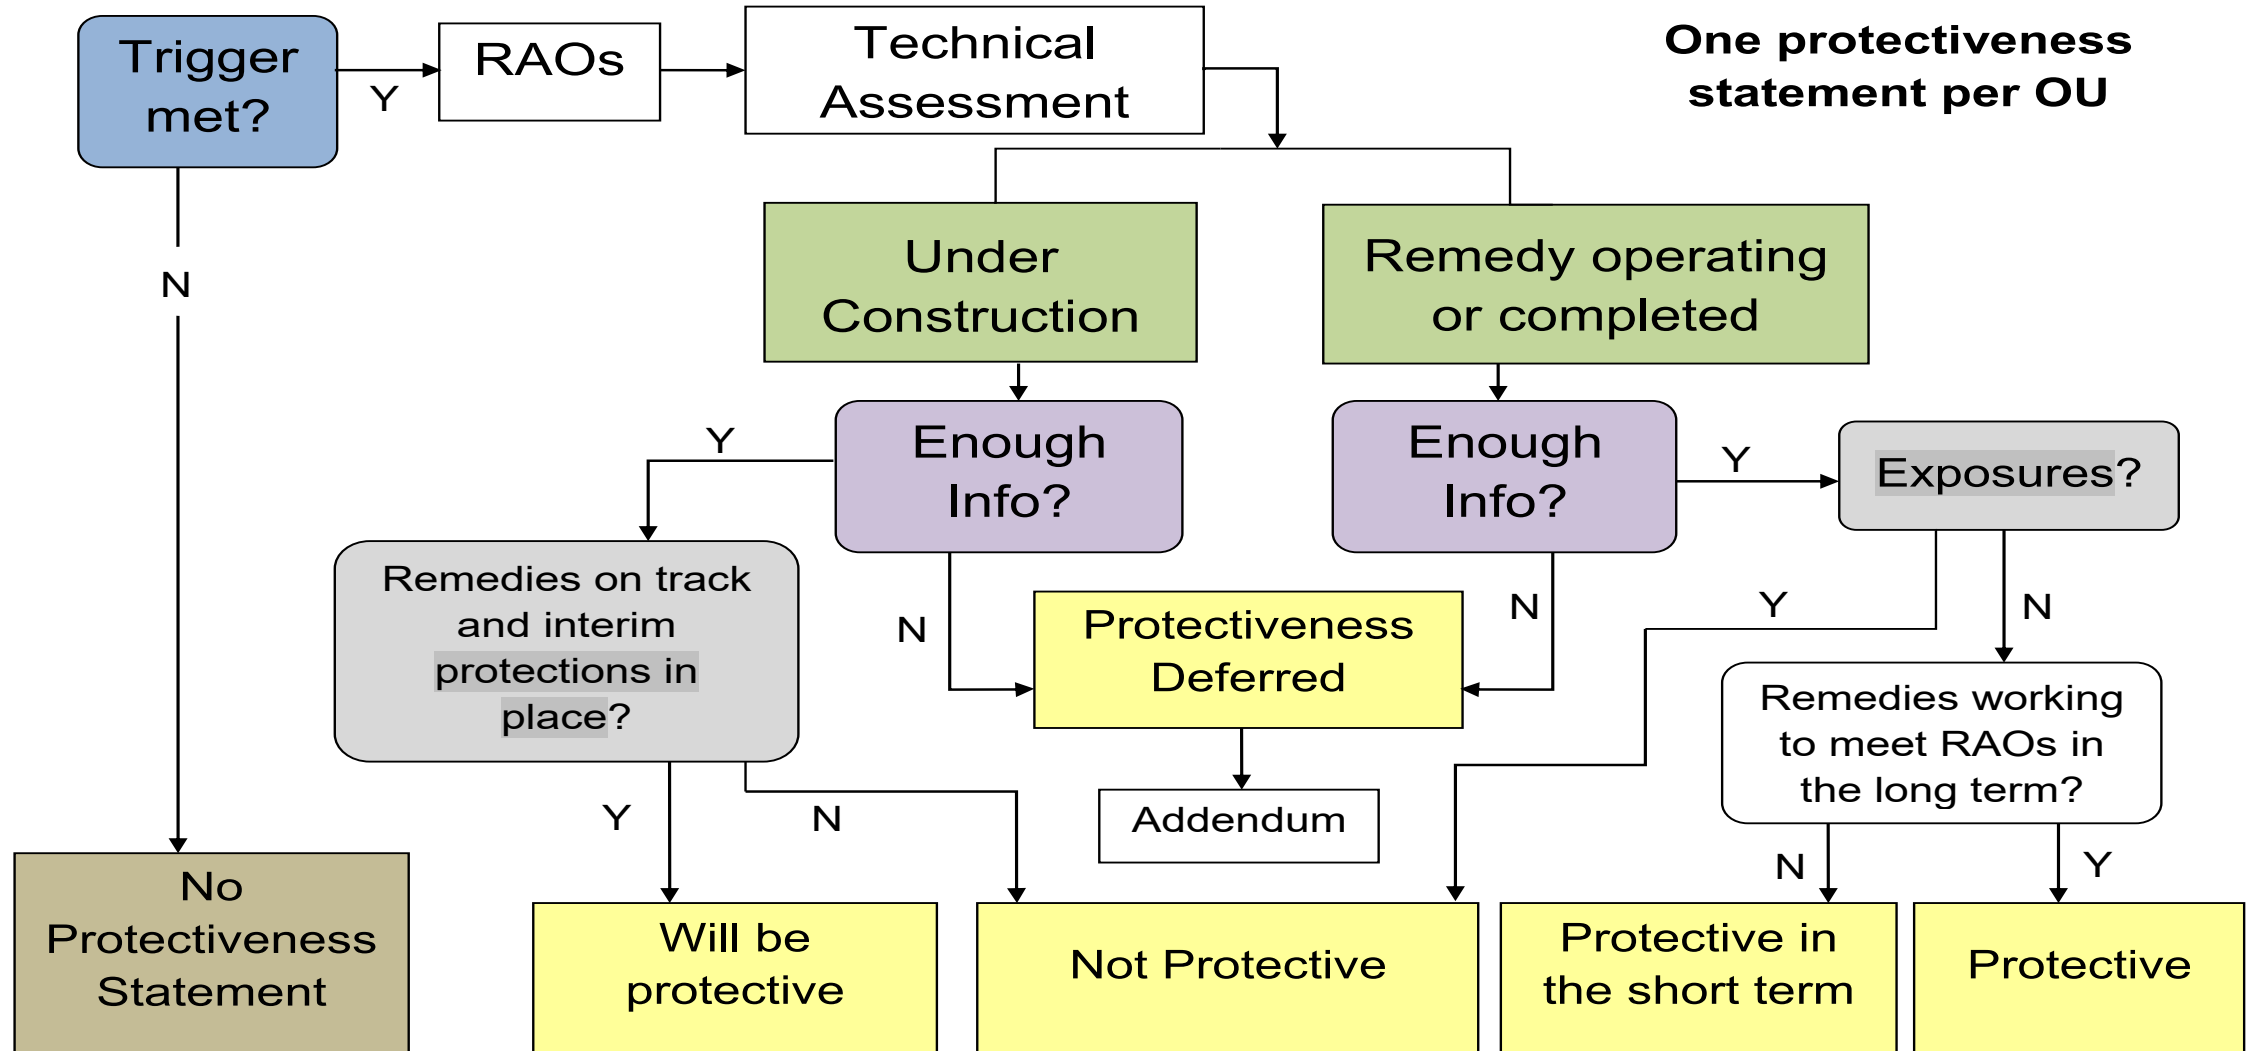 Trigger
met?
Y
RAOs
Technical
Assessment
One protectiveness
statement per OU
N
Under
Construction
Remedy operating
or completed
Y
Enough
Info?
Enough
Info?
Y
Exposures?
Remedies on track
and interim
protections in
place?
N
Protectiveness
Deferred
N
Y
N
Remedies working
to meet RAOs in
the long term?
Y
N
Addendum
N
Y
No
Protectiveness
Statement
Will be
protective
Not Protective
Protective in
the short term
Protective